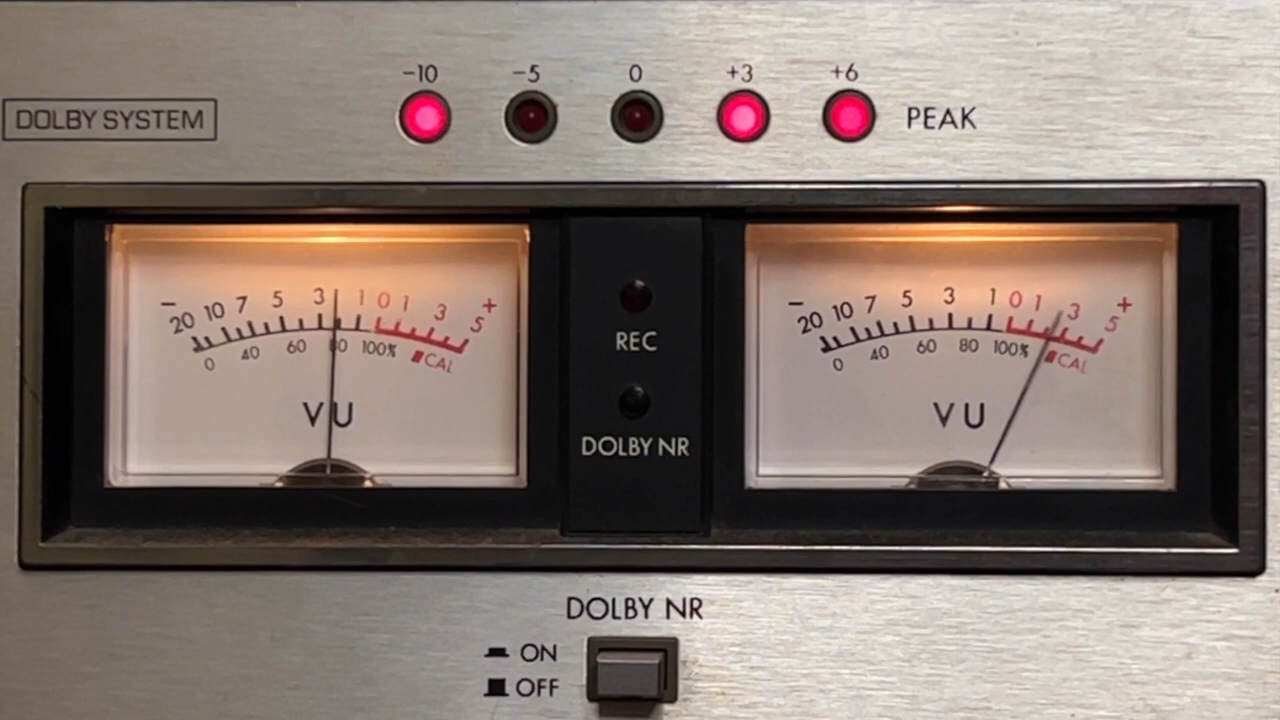 −10 −5 0 +3 +6
DOLBY SYSTEM
PEAK
− 20 10 7 5 3 1 0 1 3 5 +
0 40 60 80 100% CAL
VU
REC
DOLBY NR
− 20 10 7 5 3 1 0 1 3 5 +
0 40 60 80 100% CAL
VU
DOLBY NR
ON
OFF